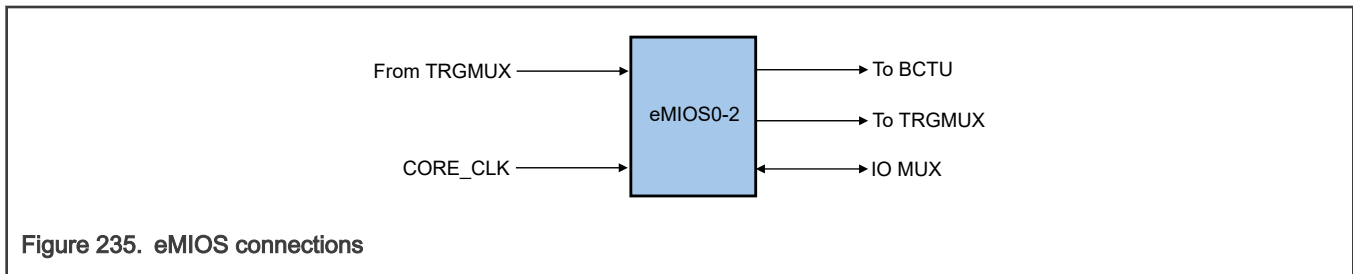 From TRGMUX
To BCTU
eMIOS0-2
To TRGMUX
CORE_CLK
IO MUX
Figure 235. eMIOS connections